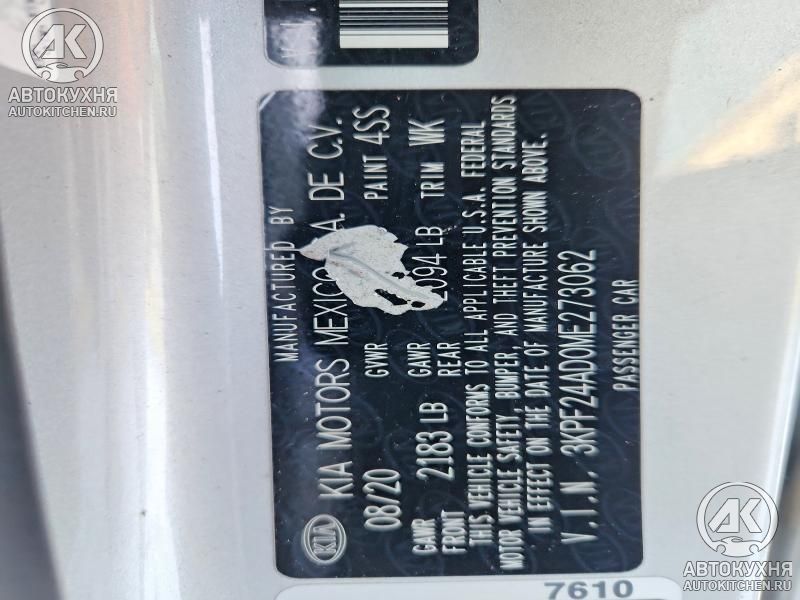 АК
АВТОКУХНЯ
AUTOKITCHEN.RU
MANUFACTURED BY
KIA KIA MOTORS MEXICO A. DE C.V.
08/20 GVWR PAINT 4SS
GAWR FRONT 2183 LB GAWR REAR 2094 LB TRIM WK
THIS VEHICLE CONFORMS TO ALL APPLICABLE U.S.A. FEDERAL
MOTOR VEHICLE SAFETY, BUMPER, AND THEFT PREVENTION STANDARDS
IN EFFECT ON THE DATE OF MANUFACTURE SHOWN ABOVE.
V.I.N. 3KPF24AD0ME273062
PASSENGER CAR
7610
АК
АВТОКУХНЯ
AUTOKITCHEN.RU